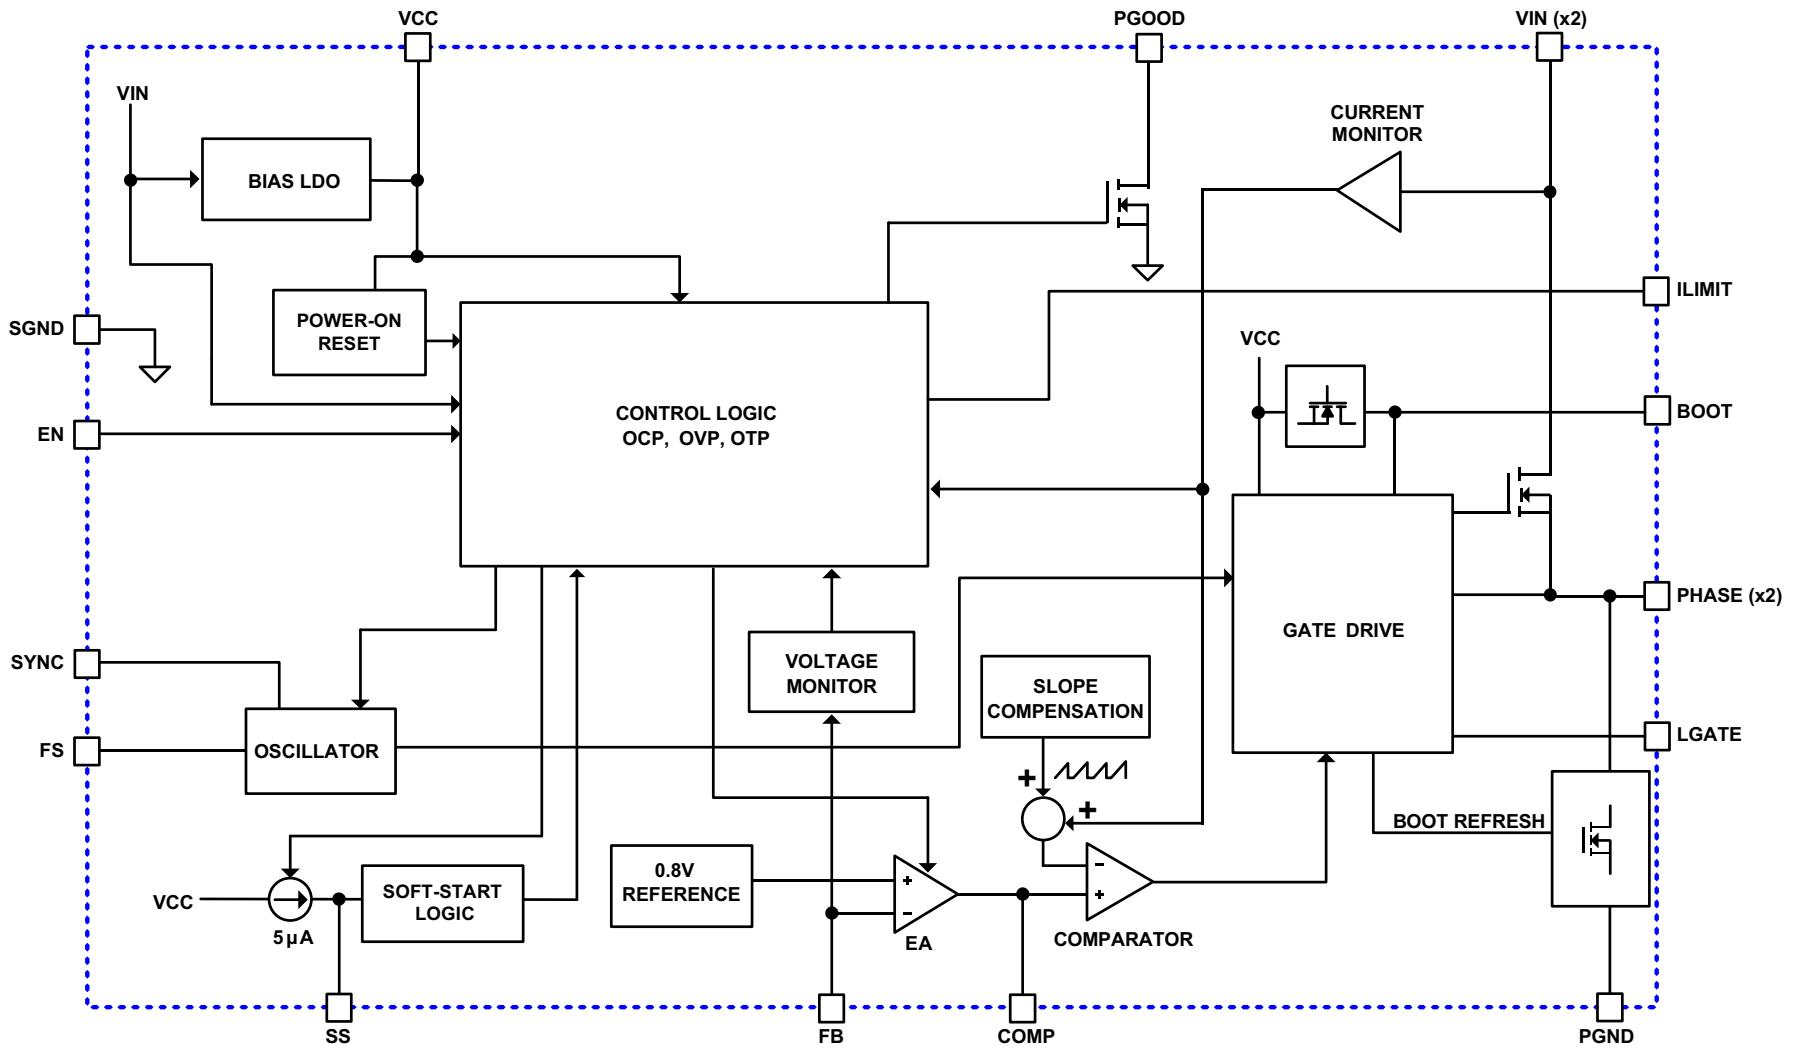 VCC
PGOOD
VIN (x2)
VIN
CURRENT
MONITOR
BIAS LDO
ILIMIT
SGND
POWER-ON
RESET
VCC
CONTROL LOGIC
OCP, OVP, OTP
BOOT
EN
PHASE (x2)
GATE DRIVE
SYNC
VOLTAGE
MONITOR
SLOPE
COMPENSATION
FS
OSCILLATOR
LGATE
+
+
BOOT REFRESH
0.8V
REFERENCE
+
–
EA
–
+
COMPARATOR
VCC
5µA
SOFT-START
LOGIC
SS
FB
COMP
PGND